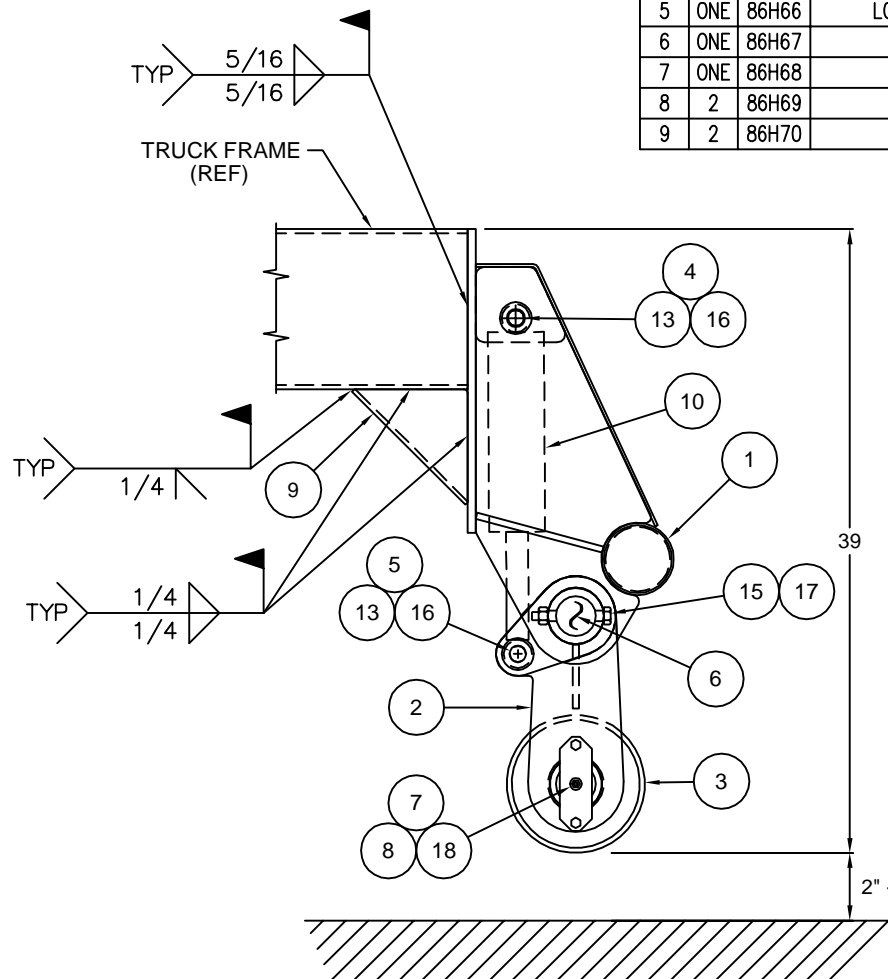 5 ONE 86H66
6 ONE 86H67
7 ONE 86H68
8 2 86H69
9 2 86H70
TYP 5/16
5/16
TRUCK FRAME
(REF)
4
13 16
10
1
TYP 1/4
9
39
5
13 16
15 17
TYP 1/4
1/4
6
2
3
7
8 18
2"